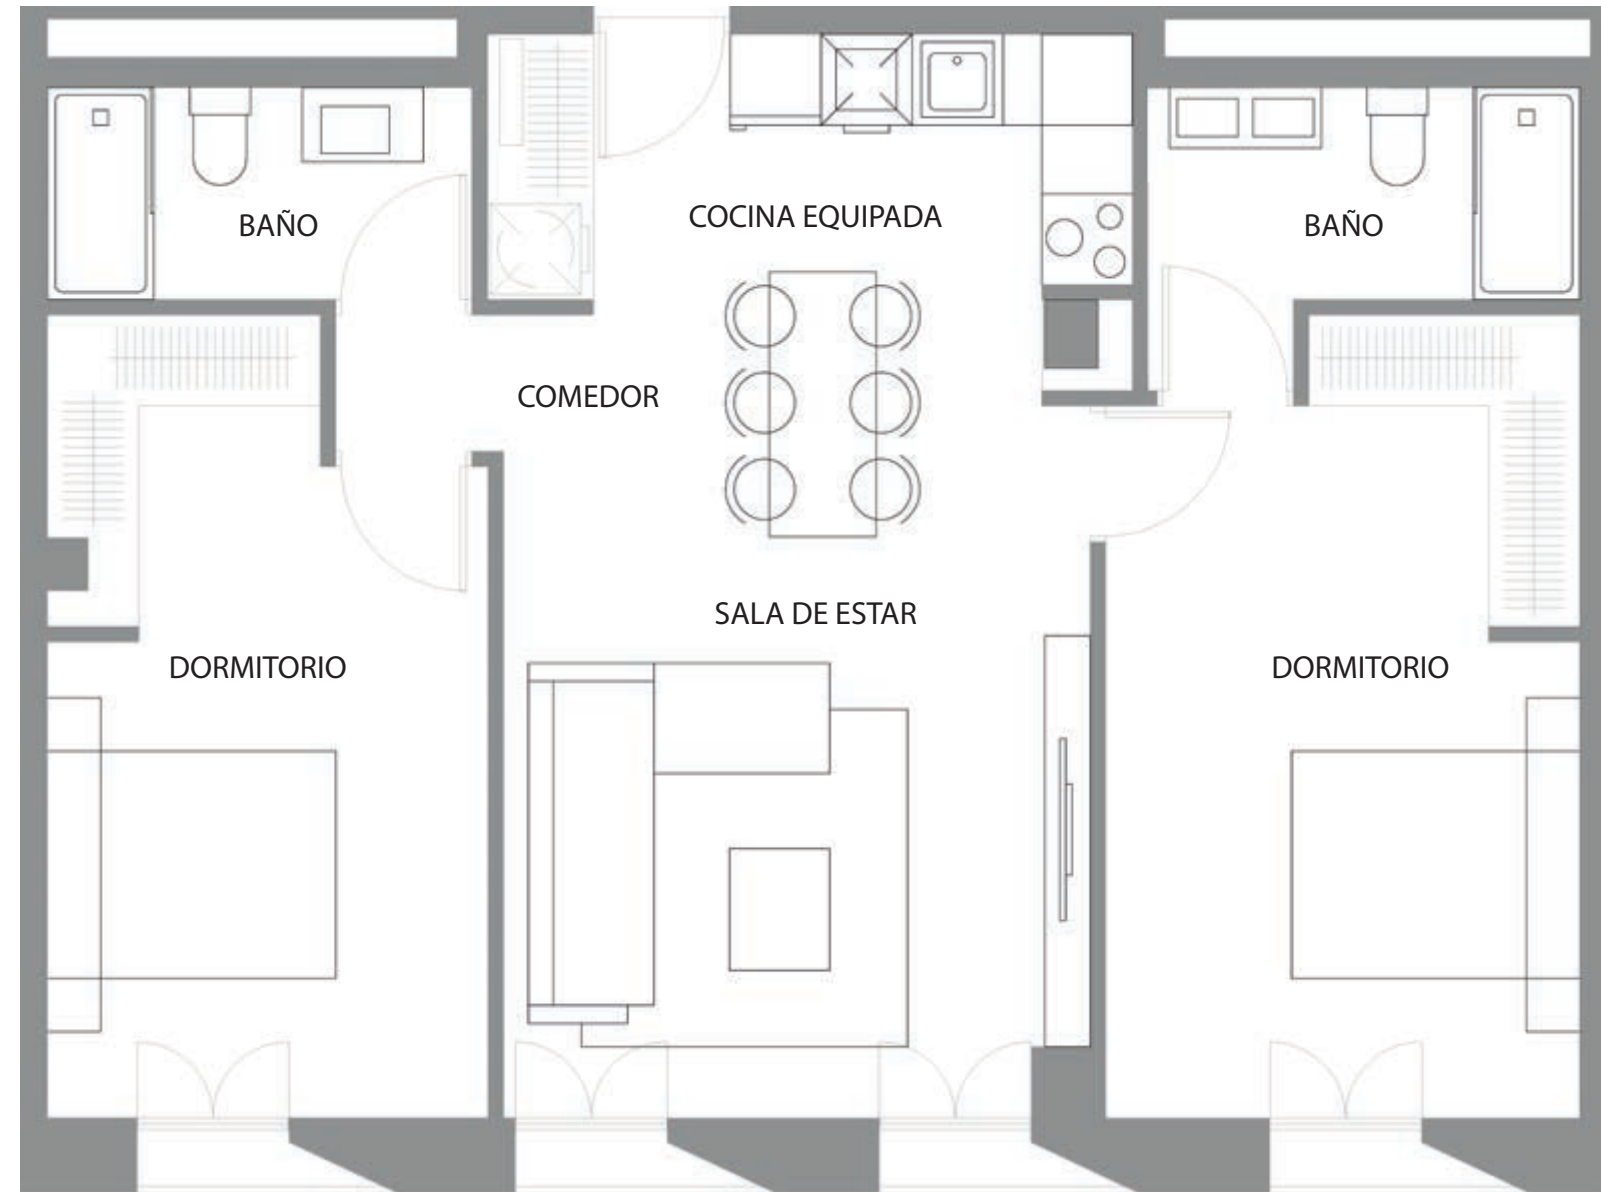 COCINA EQUIPADA
BAÑO
BAÑO
COMEDOR
SALA DE ESTAR
DORMITORIO
DORMITORIO